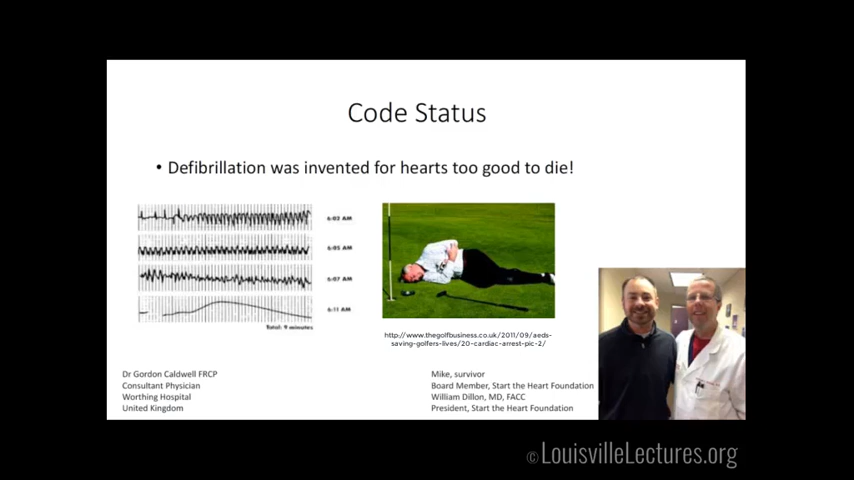 Code Status
• Defibrillation was invented for hearts too good to die!
6:02 AM
6:05 AM
6:07 AM
6:11 AM
Total: 9 minutes
http://www.thegolfbusiness.co.uk/2011/09/aeds-
saving-golfers-lives/20-cardiac-arrest-pic-2/
Dr Gordon Caldwell FRCP
Consultant Physician
Worthing Hospital
United Kingdom
Mike, survivor
Board Member, Start the Heart Foundation
William Dillon, MD, FACC
President, Start the Heart Foundation
© LouisvilleLectures.org